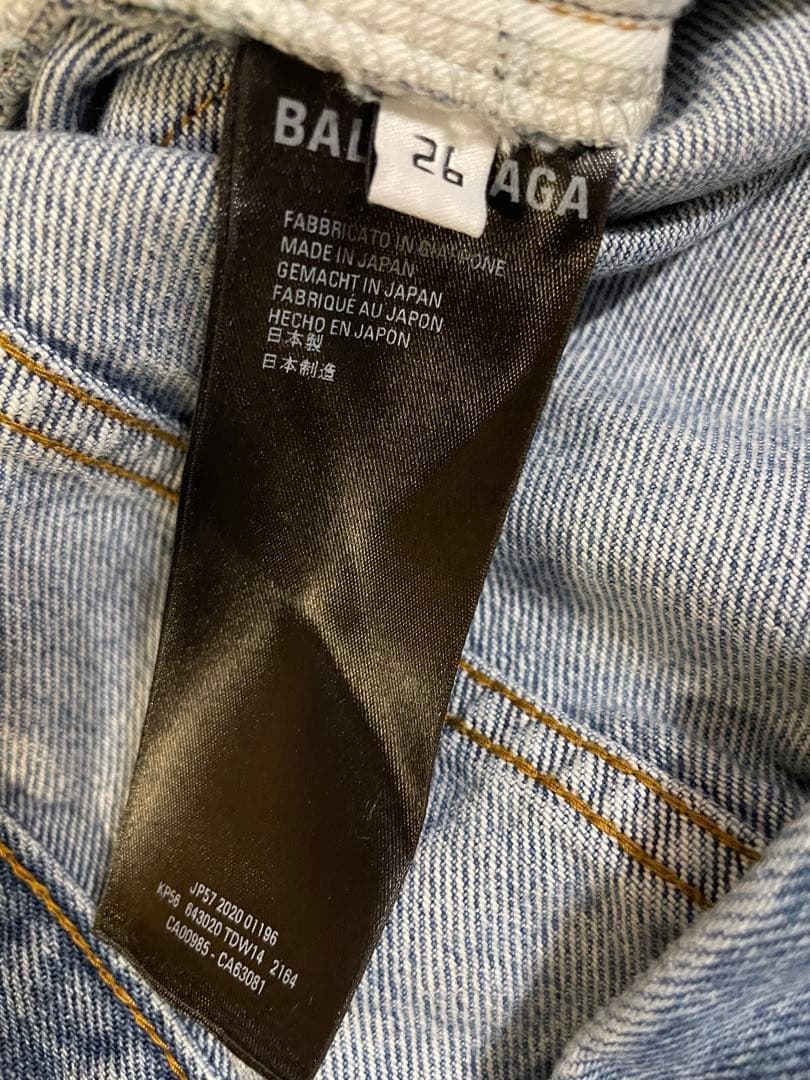 BAL AGA
26
FABBRICATO IN GIAPPONE
MADE IN JAPAN
GEMACHT IN JAPAN
FABRIQUÉ AU JAPON
HECHO EN JAPON
日本製
日本制造
JP57 2020 01196
KP56 643020 TDW14 2164
CA00985 - CA63081